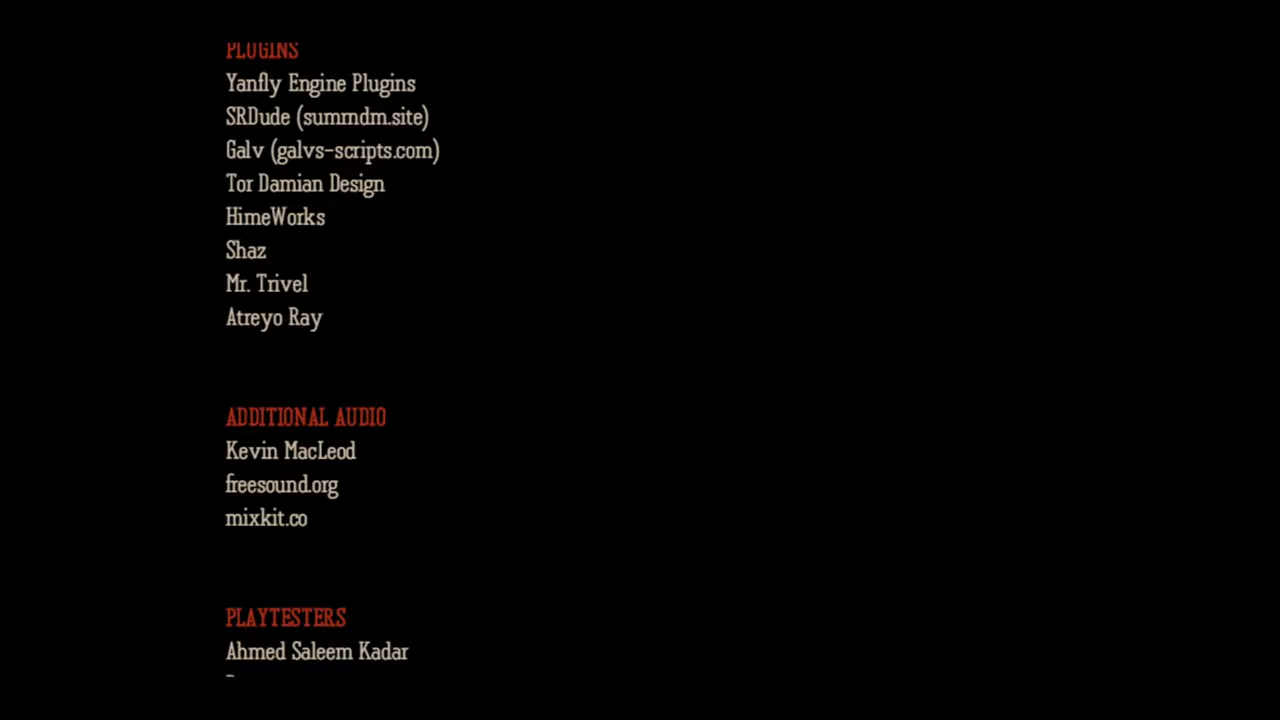 PLUGINS
Yanfly Engine Plugins
SRDude (sumrndm.site)
Galv (galvs-scripts.com)
Tor Damian Design
HimeWorks
Shaz
Mr. Trivel
Atreyo Ray
ADDITIONAL AUDIO
Kevin MacLeod
freesound.org
mixkit.co
PLAYTESTERS
Ahmed Saleem Kadar